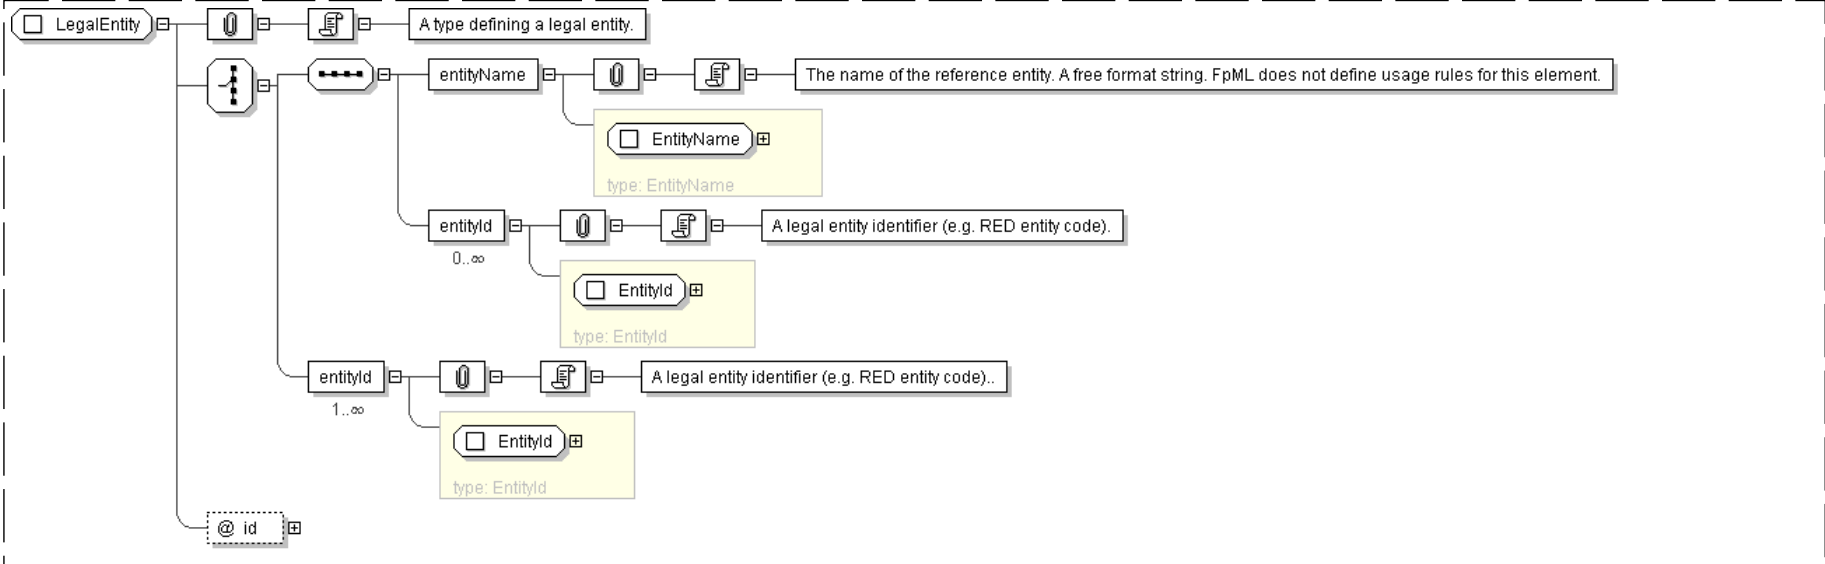 LegalEntity
A type defining a legal entity.
entityName
The name of the reference entity. A free format string. FpML does not define usage rules for this element.
EntityName
type: EntityName
entityId
A legal entity identifier (e.g. RED entity code).
0..∞
EntityId
type: EntityId
entityId
A legal entity identifier (e.g. RED entity code)..
1..∞
EntityId
type: EntityId
@ id